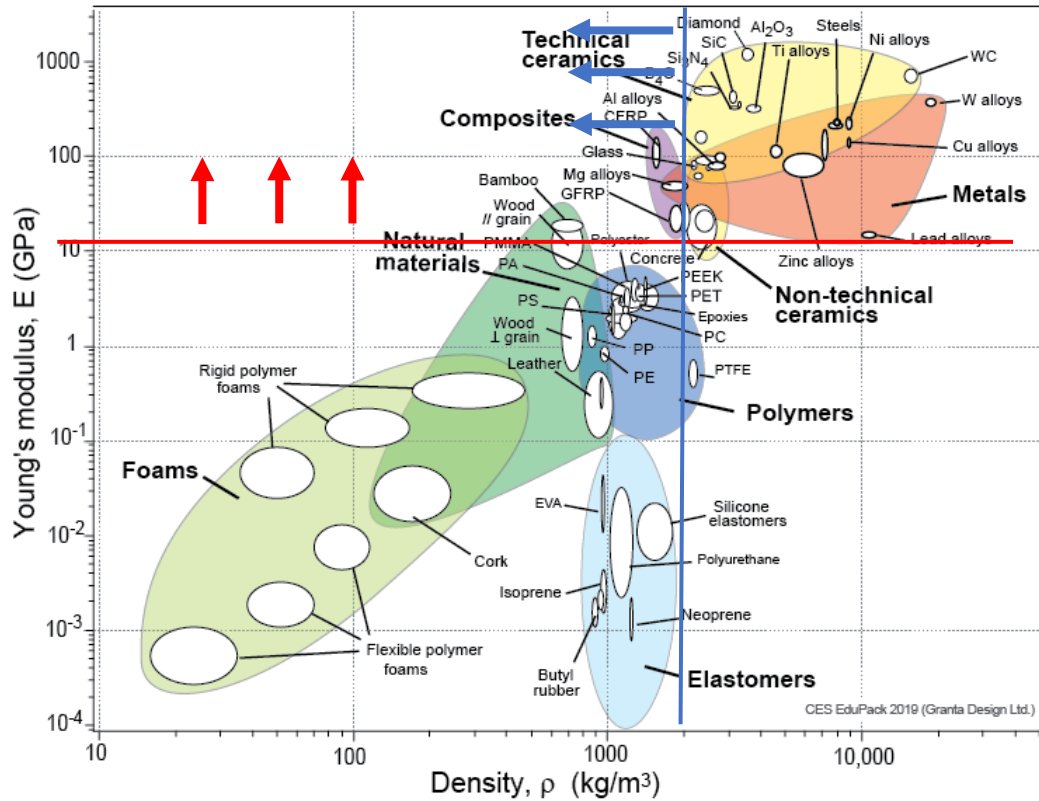 Young's modulus, E (GPa)
1000
100
10
1
10-1
10-2
10-3
10-4
Technical
ceramics
Diamond
SiC
Si3N4
B4C
Al2O3
Ti alloys
Steels
Ni alloys
WC
W alloys
Cu alloys
Metals
Lead alloys
Zinc alloys
Composites
Al alloys
CFRP
Glass
Mg alloys
GFRP
Bamboo
Wood
// grain
Natural
materials
PMMA
Polyester
Concrete
PA
PEEK
Non-technical
ceramics
PS
PET
Epoxies
PC
Wood
⊥ grain
PP
PE
Leather
PTFE
Polymers
Rigid polymer
foams
Foams
Cork
EVA
Silicone
elastomers
Polyurethane
Isoprene
Neoprene
Butyl
rubber
Elastomers
Flexible polymer
foams
CES EduPack 2019 (Granta Design Ltd.)
10
100
1000
10,000
Density, ρ (kg/m3)